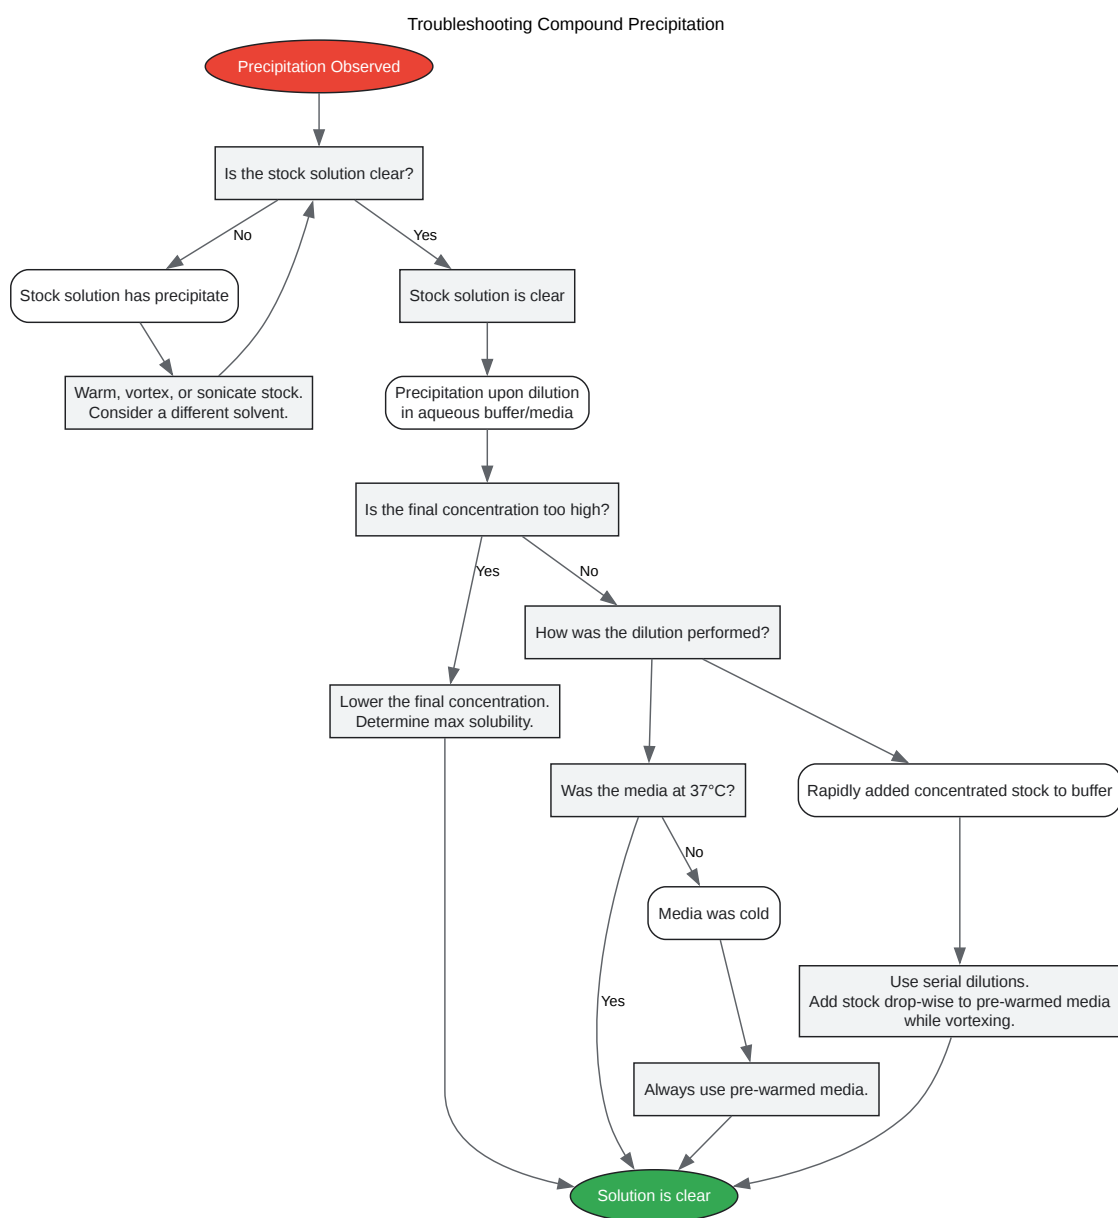 Troubleshooting Compound Precipitation
Precipitation Observed
Is the stock solution clear?
No
Yes
Stock solution has precipitate
Stock solution is clear
Warm, vortex, or sonicate stock.
Consider a different solvent.
Precipitation upon dilution
in aqueous buffer/media
Is the final concentration too high?
Yes
No
How was the dilution performed?
Lower the final concentration.
Determine max solubility.
Was the media at 37°C?
Rapidly added concentrated stock to buffer
No
Media was cold
Yes
Use serial dilutions.
Add stock drop-wise to pre-warmed media
while vortexing.
Always use pre-warmed media.
Solution is clear